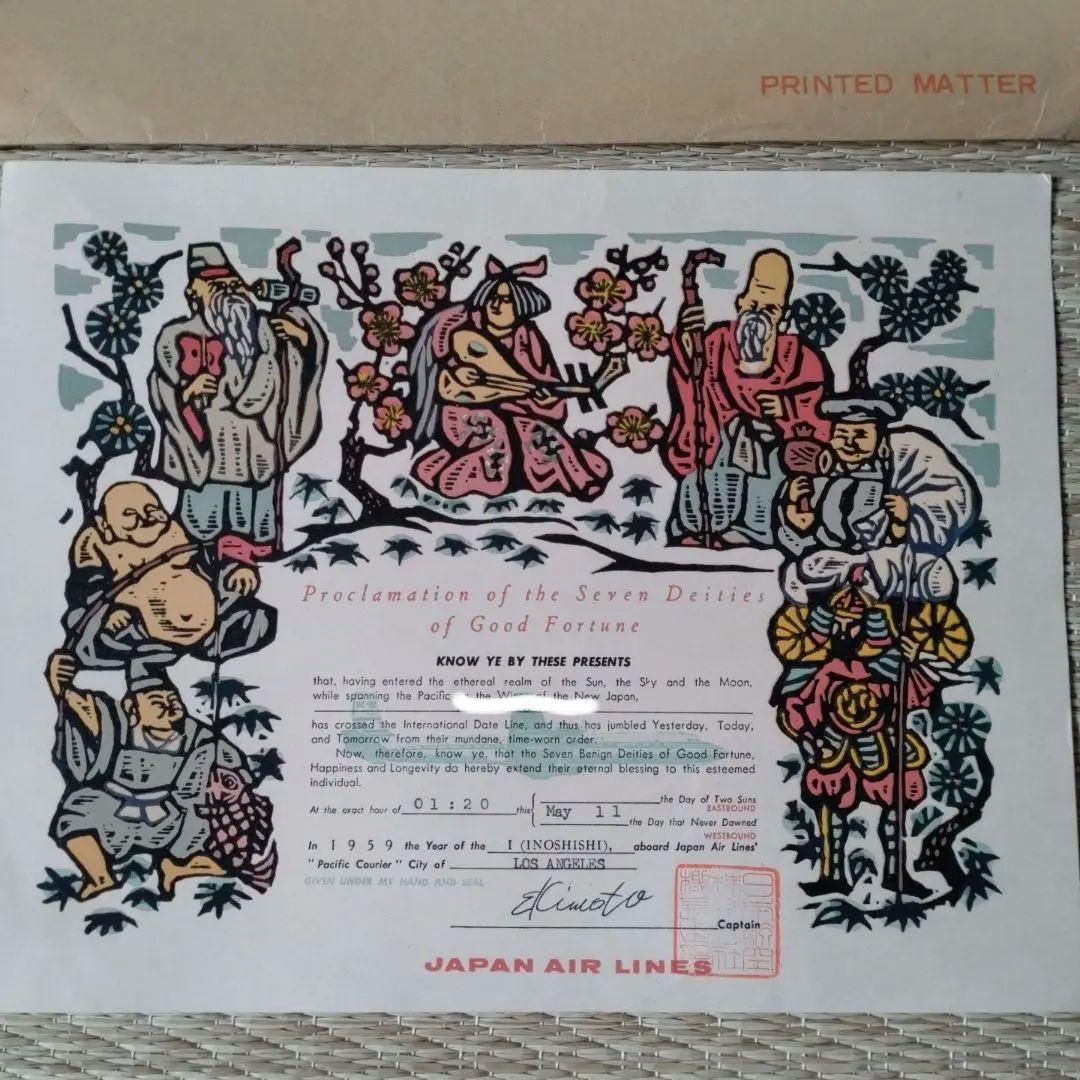 PRINTED MATTER
Proclamation of the Seven Deities
of Good Fortune
KNOW YE BY THESE PRESENTS
that, having entered the ethereal realm of the Sun, the Sky and the Moon,
while spanning the Pacific the Wings of the New Japan,
has crossed the International Date Line, and thus has jumbled Yesterday, Today,
and Tomorrow from their mundane, time-worn order.
Now, therefore, know ye, that the Seven Benign Deities of Good Fortune,
Happiness and Longevity do hereby extend their eternal blessing to this esteemed
individual.
the Day of Two Suns
EASTBOUND
At the exact hour of 01:20 this May 11
the Day that Never Dawned
WESTBOUND
In 1959 the Year of the I (INOSHISHI), aboard Japan Air Lines'
"Pacific Courier" City of LOS ANGELES
GIVEN UNDER MY HAND AND SEAL
Captain
JAPAN AIR LINES